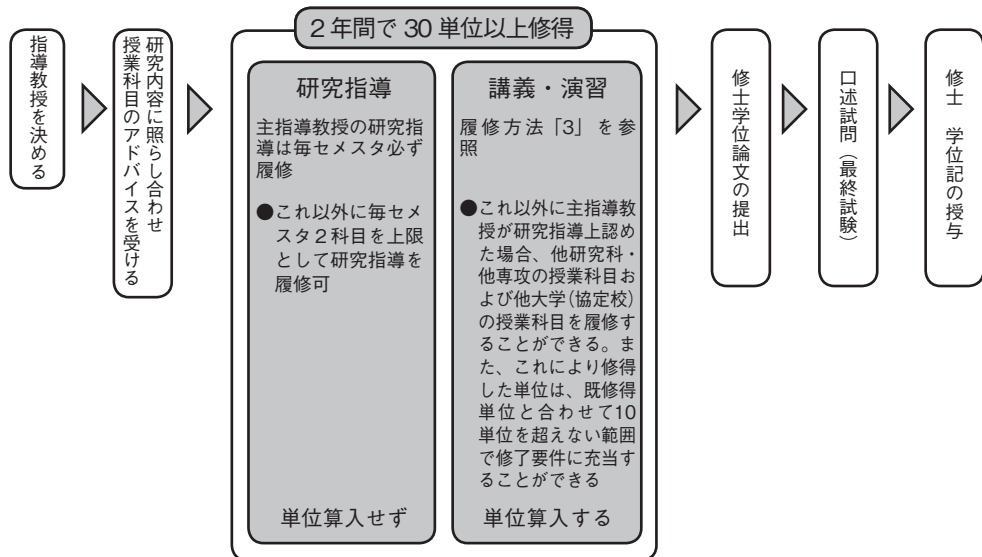 指導教授を決める
研究内容に照らし合わせ
授業科目のアドバイスを受ける
2年間で30単位以上修得
研究指導
主指導教授の研究指
導は毎セメスタ必ず
履修
●これ以外に毎セメ
スタ2科目を上限
として研究指導を
履修可
単位算入せず
講義・演習
履修方法「3」を参
照
●これ以外に主指導教
授が研究指導上認め
た場合、他研究科・
他専攻の授業科目お
よび他大学(協定校)
の授業科目を履修す
ることができる。ま
た、これにより修得
した単位は、既修得
単位と合わせて10
単位を超えない範囲
で修了要件に充当す
ることができる
単位算入する
修士学位論文の提出
口述試問(最終試験)
修士 学位記の授与